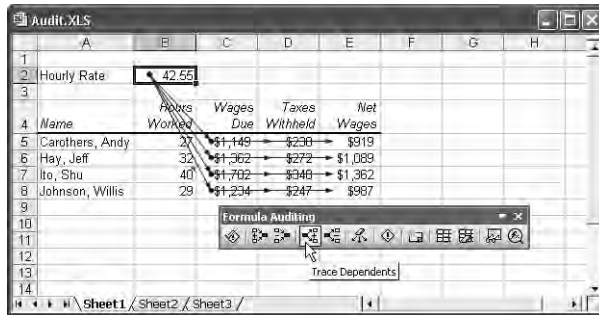 Audit.XLS
A B C D E F G H
1
2 Hourly Rate 42.55
3
Hours Wages Taxes Net
4 Name Worked Due Withheld Wages
5 Carothers, Andy 27 $1,149 $230 $919
6 Hay, Jeff 32 $1,362 $272 $1,089
7 Ito, Shu 40 $1,702 $340 $1,362
8 Johnson, Willis 29 $1,234 $247 $987
9
10 Formula Auditing
11
12
13 Trace Dependents
14
Sheet1 / Sheet2 / Sheet3 /